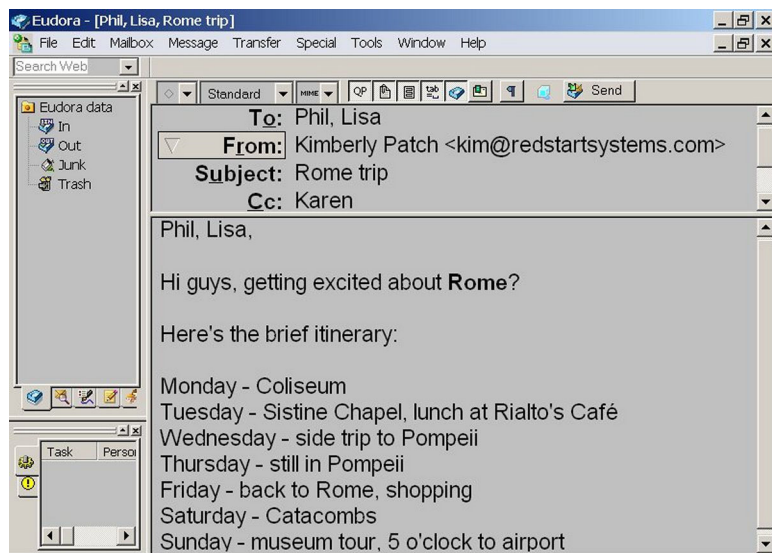 Eudora - [Phil, Lisa, Rome trip]
File Edit Mailbox Message Transfer Special Tools Window Help
Search Web
Standard MIME QP tab ¶ Send
Eudora data
In
Out
Junk
Trash
To: Phil, Lisa
From: Kimberly Patch <kim@redstartsystems.com>
Subject: Rome trip
Cc: Karen
Phil, Lisa,
Hi guys, getting excited about Rome?
Here's the brief itinerary:
Monday - Coliseum
Tuesday - Sistine Chapel, lunch at Rialto's Café
Wednesday - side trip to Pompeii
Thursday - still in Pompeii
Friday - back to Rome, shopping
Saturday - Catacombs
Sunday - museum tour, 5 o'clock to airport
Task Person